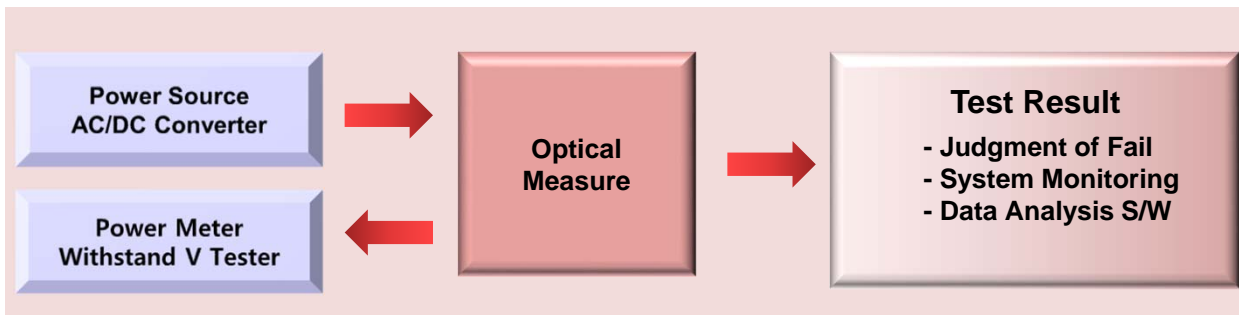 Power Source
AC/DC Converter
Power Meter
Withstand V Tester
Optical
Measure
Test Result
- Judgment of Fail
- System Monitoring
- Data Analysis S/W